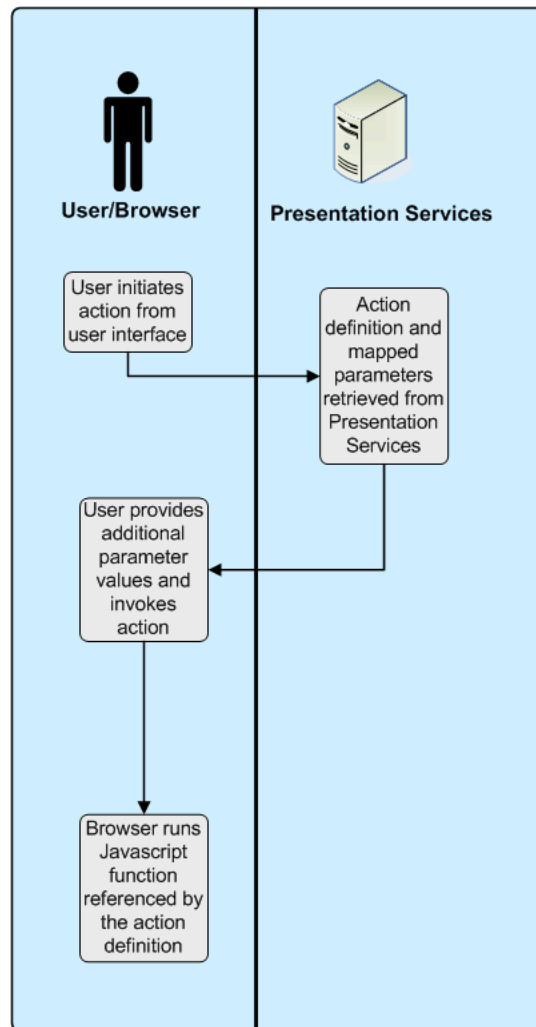 User/Browser
Presentation Services
User initiates
action from
user interface
Action
definition and
mapped
parameters
retrieved from
Presentation
Services
User provides
additional
parameter
values and
invokes
action
Browser runs
Javascript
function
referenced by
the action
definition